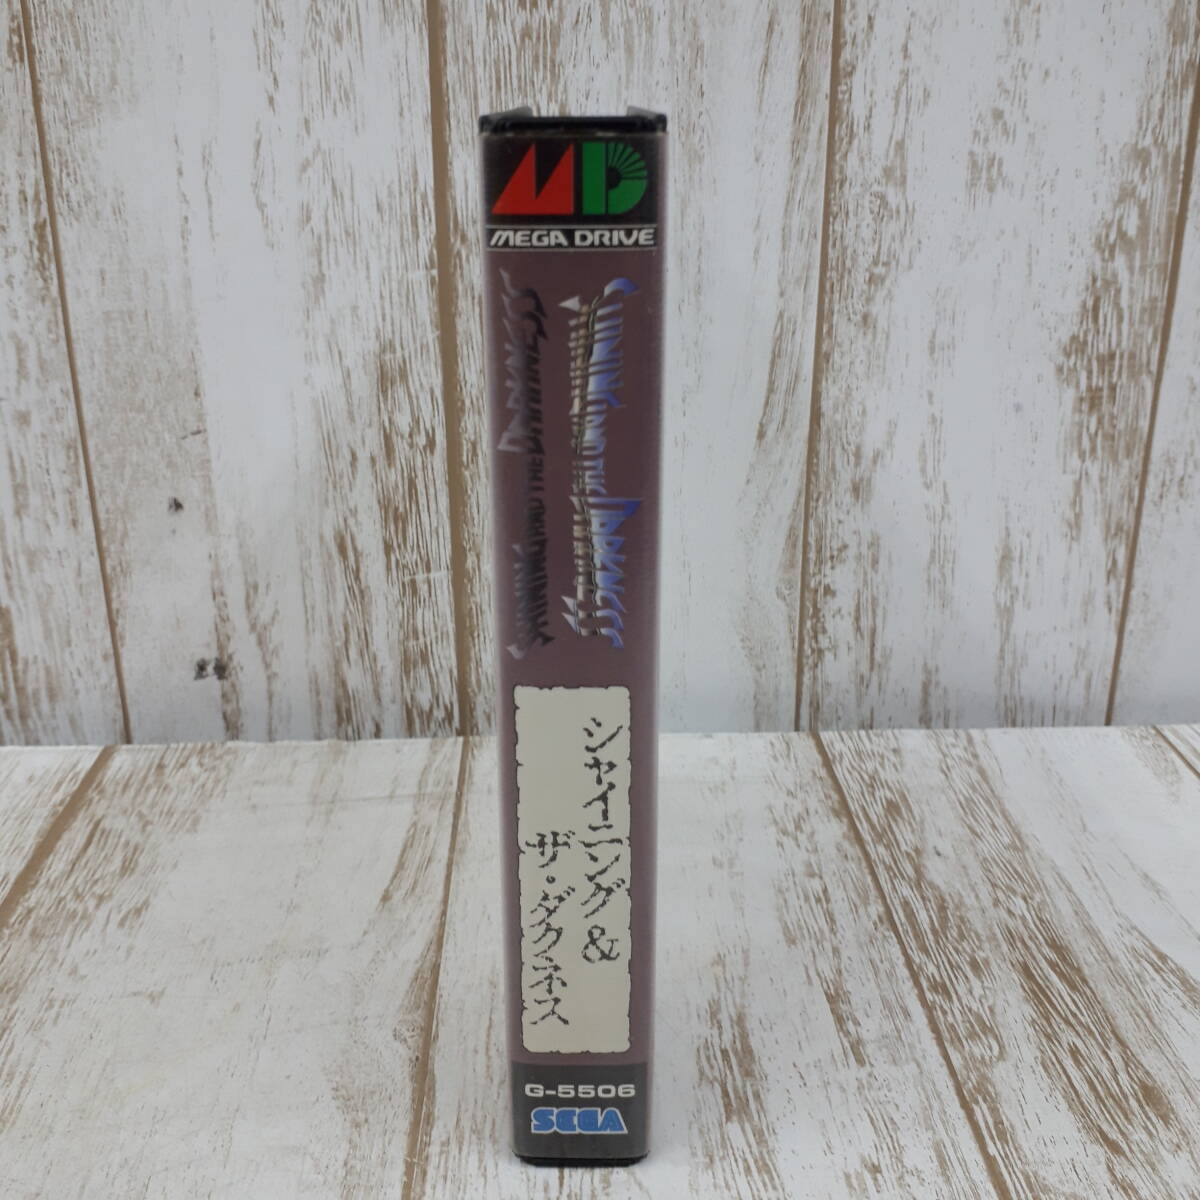 MD
MEGA DRIVE
SHINING AND THE DARKNESS
SHINING AND THE DARKNESS
シャイニング&
ザ・ダクネス
G-5506
SEGA